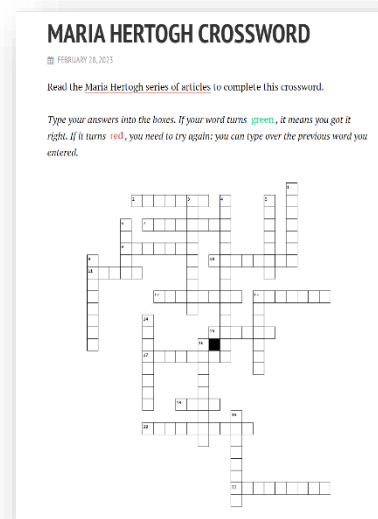 MARIA HERTOGH CROSSWORD
FEBRUARY 28, 2023
Read the Maria Hertogh series of articles to complete this crossword.
Type your answers into the boxes. If your word turns green, it means you got it
right. If it turns red, you need to try again: you can type over the previous word you
entered.